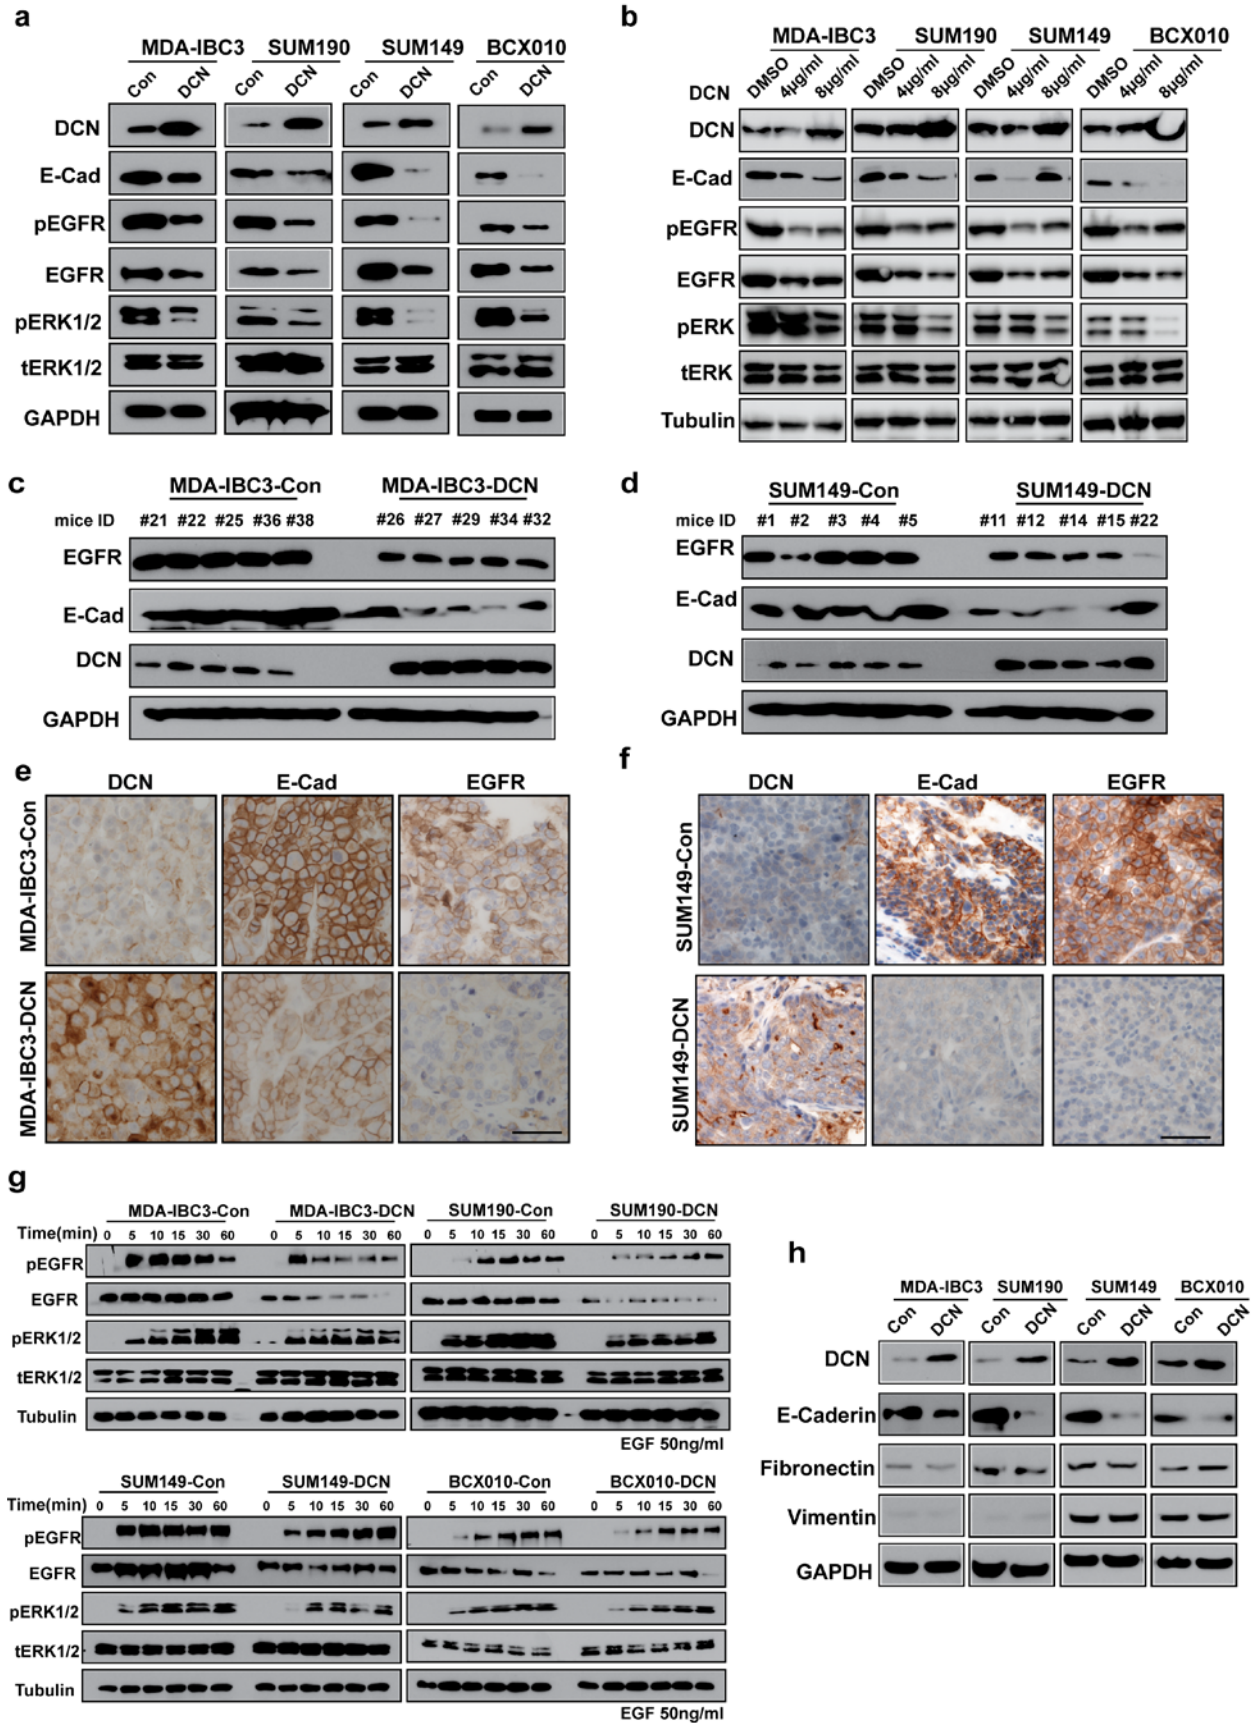 a
MDA-IBC3 SUM190 SUM149 BCX010
Con DCN Con DCN Con DCN Con DCN
DCN
E-Cad
pEGFR
EGFR
pERK1/2
tERK1/2
GAPDH
b
MDA-IBC3 SUM190 SUM149 BCX010
DCN DMSO 4µg/ml 8µg/ml DMSO 4µg/ml 8µg/ml DMSO 4µg/ml 8µg/ml DMSO 4µg/ml 8µg/ml
DCN
E-Cad
pEGFR
EGFR
pERK
tERK
Tubulin
c
MDA-IBC3-Con MDA-IBC3-DCN
mice ID #21 #22 #25 #36 #38 #26 #27 #29 #34 #32
EGFR
E-Cad
DCN
GAPDH
d
SUM149-Con SUM149-DCN
mice ID #1 #2 #3 #4 #5 #11 #12 #14 #15 #22
EGFR
E-Cad
DCN
GAPDH
e
DCN E-Cad EGFR
MDA-IBC3-Con
MDA-IBC3-DCN
f
DCN E-Cad EGFR
SUM149-Con
SUM149-DCN
g
MDA-IBC3-Con MDA-IBC3-DCN SUM190-Con SUM190-DCN
Time(min) 0 5 10 15 30 60 0 5 10 15 30 60 0 5 10 15 30 60 0 5 10 15 30 60
pEGFR
EGFR
pERK1/2
tERK1/2
Tubulin
EGF 50ng/ml
SUM149-Con SUM149-DCN BCX010-Con BCX010-DCN
Time(min) 0 5 10 15 30 60 0 5 10 15 30 60 0 5 10 15 30 60 0 5 10 15 30 60
pEGFR
EGFR
pERK1/2
tERK1/2
Tubulin
EGF 50ng/ml
h
MDA-IBC3 SUM190 SUM149 BCX010
Con DCN Con DCN Con DCN Con DCN
DCN
E-Caderin
Fibronectin
Vimentin
GAPDH